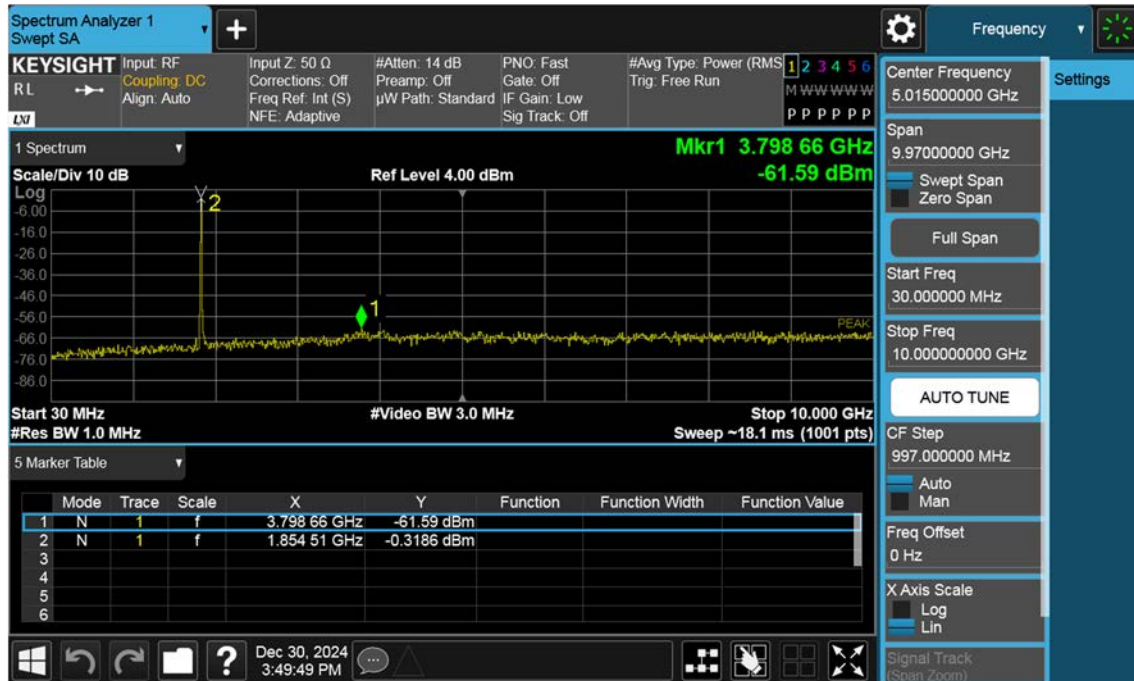 Spectrum Analyzer 1
Swept SA
+
Frequency
KEYSIGHT
RL
LXI
Input: RF
Coupling: DC
Align: Auto
Input Z: 50 Ω
Corrections: Off
Freq Ref: Int (S)
NFE: Adaptive
#Atten: 14 dB
Preamp: Off
µW Path: Standard
PNO: Fast
Gate: Off
IF Gain: Low
Sig Track: Off
#Avg Type: Power (RMS
Trig: Free Run
1 2 3 4 5 6
M W W W W W
P P P P P P
1 Spectrum
Mkr1 3.798 66 GHz
-61.59 dBm
Scale/Div 10 dB
Ref Level 4.00 dBm
Log
-6.00
-16.0
-26.0
-36.0
-46.0
-56.0
-66.0
-76.0
-86.0
2
1
PEAK
Start 30 MHz
#Video BW 3.0 MHz
Stop 10.000 GHz
#Res BW 1.0 MHz
Sweep ~18.1 ms (1001 pts)
5 Marker Table
Mode Trace Scale X Y Function Function Width Function Value
1 N 1 f 3.798 66 GHz -61.59 dBm
2 N 1 f 1.854 51 GHz -0.3186 dBm
3
4
5
6
?
Dec 30, 2024
3:49:49 PM
Center Frequency
5.015000000 GHz
Settings
Span
9.97000000 GHz
Swept Span
Zero Span
Full Span
Start Freq
30.000000 MHz
Stop Freq
10.000000000 GHz
AUTO TUNE
CF Step
997.000000 MHz
Auto
Man
Freq Offset
0 Hz
X Axis Scale
Log
Lin
Signal Track
(Span Zoom)